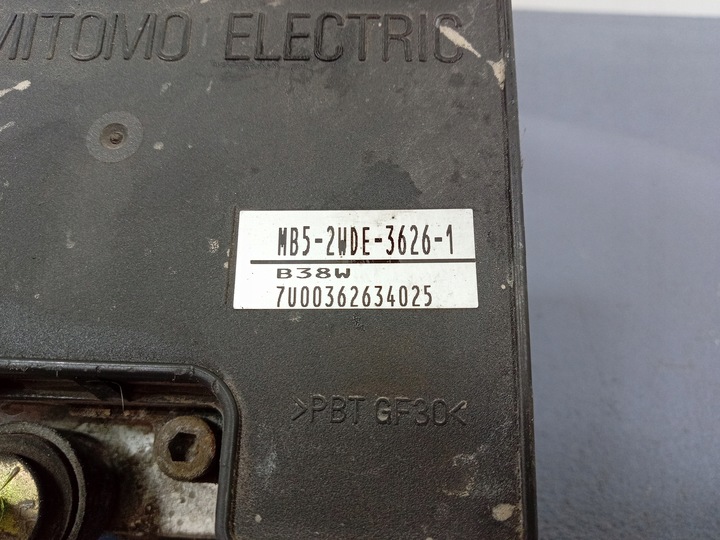 MITOMO ELECTRIC
MB5-2WDE-3626-1
B38W
7U00362634025
>PBT GF30<